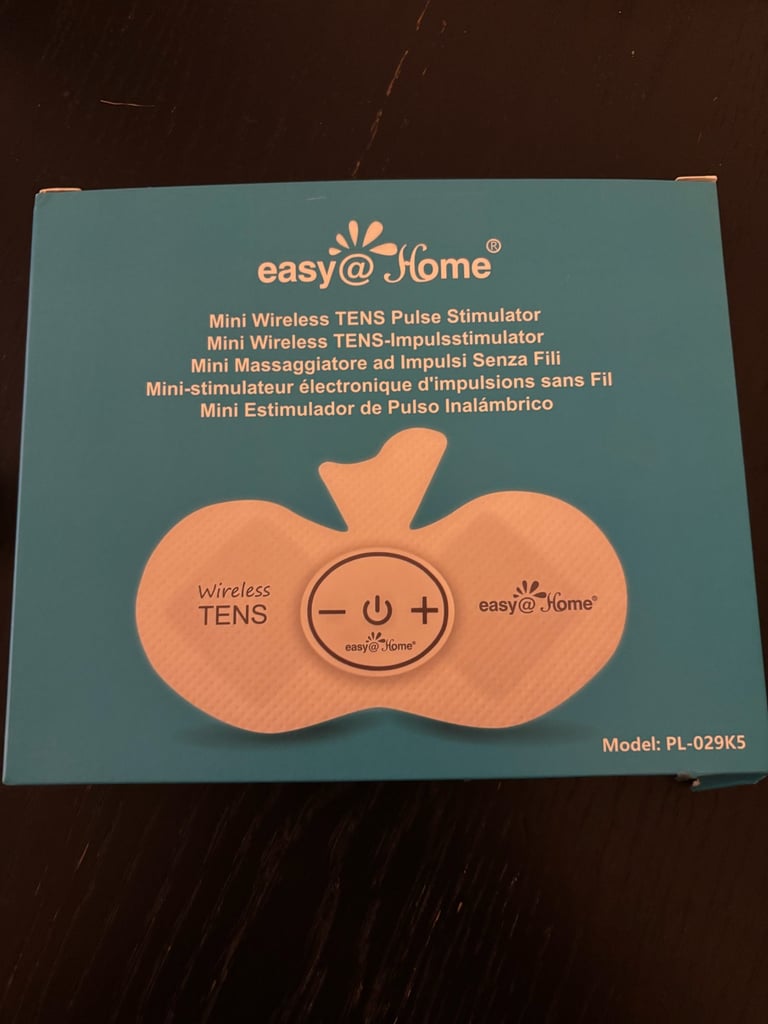 easy@Home®
Mini Wireless TENS Pulse Stimulator
Mini Wireless TENS-Impulsstimulator
Mini Massaggiatore ad Impulsi Senza Fili
Mini-stimulateur électronique d'impulsions sans Fil
Mini Estimulador de Pulso Inalámbrico
Wireless
TENS
easy@Home®
easy@Home®
Model: PL-029K5